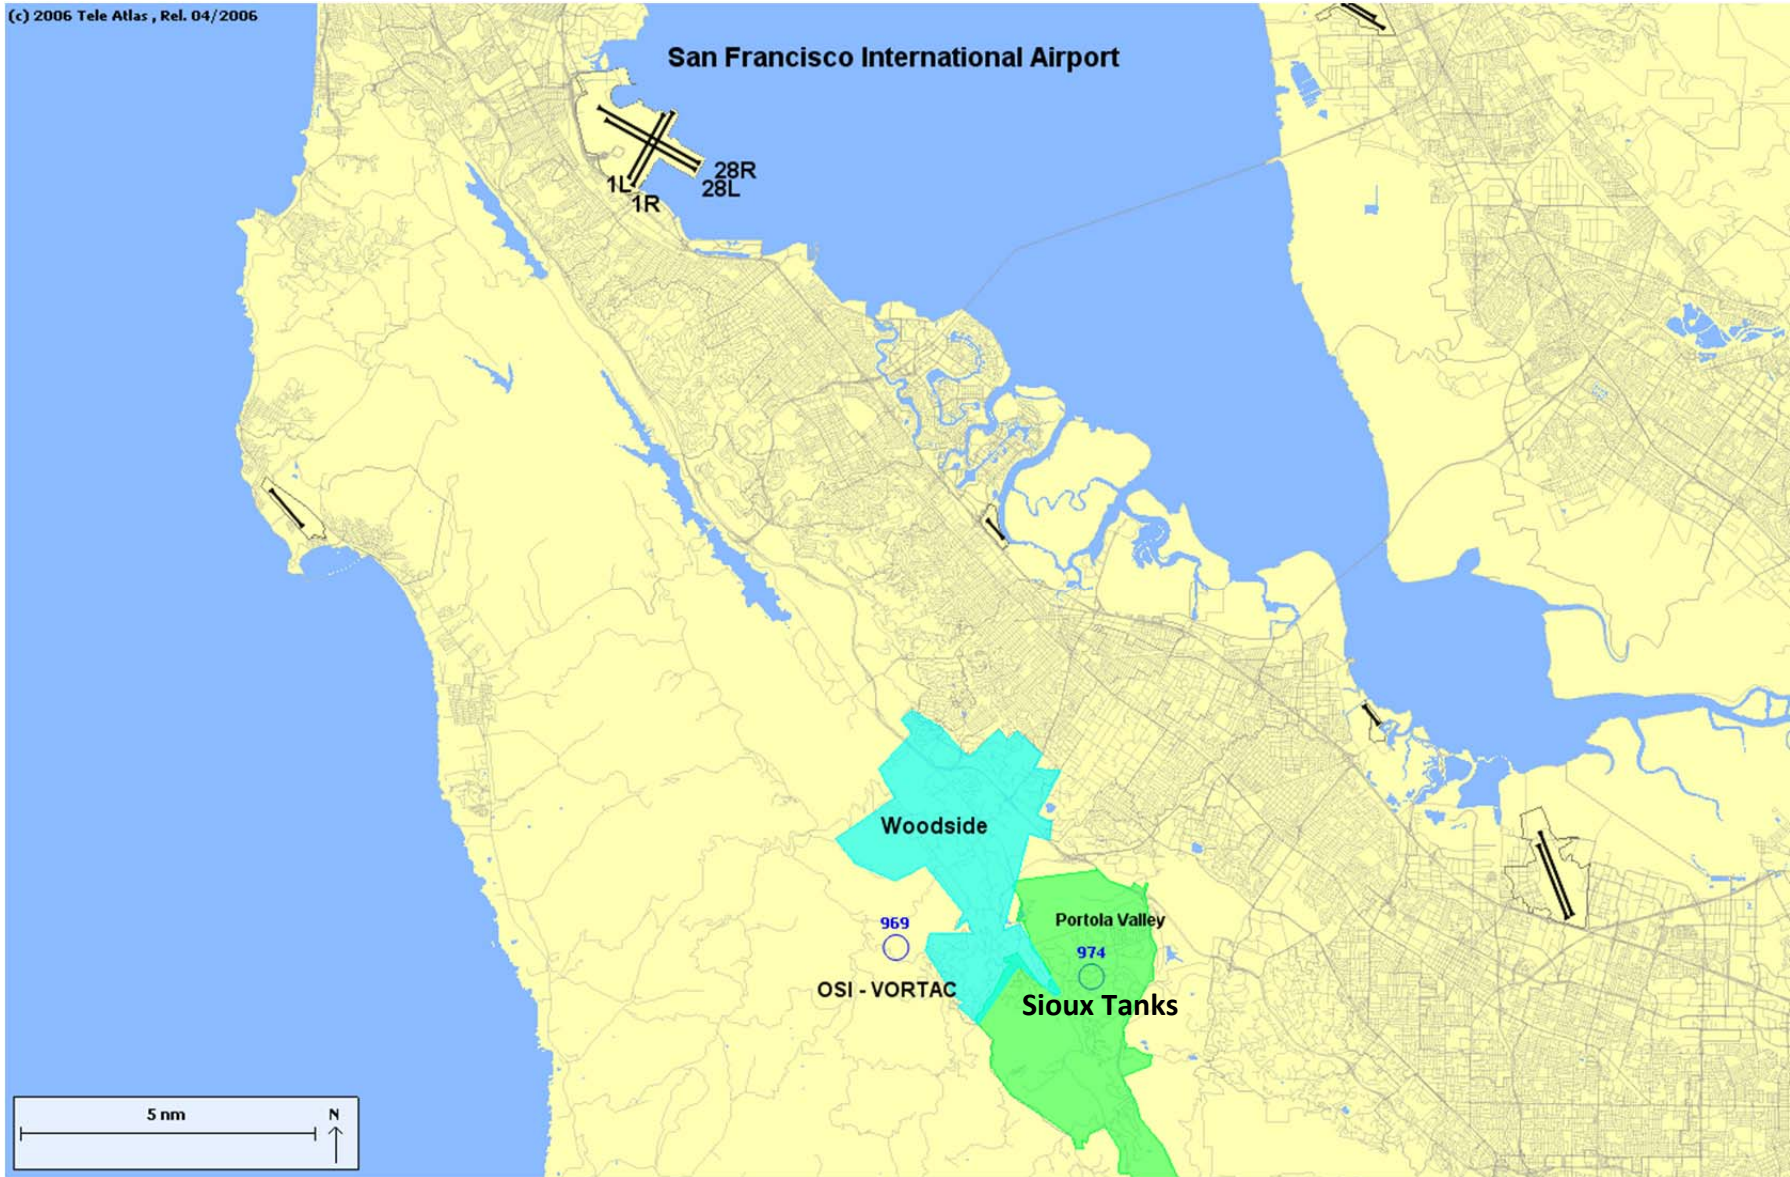 (c) 2006 Tele Atlas , Rel. 04/2006
San Francisco International Airport
28R
1L
28L
1R
Woodside
Portola Valley
969
974
OSI - VORTAC
Sioux Tanks
5 nm
N